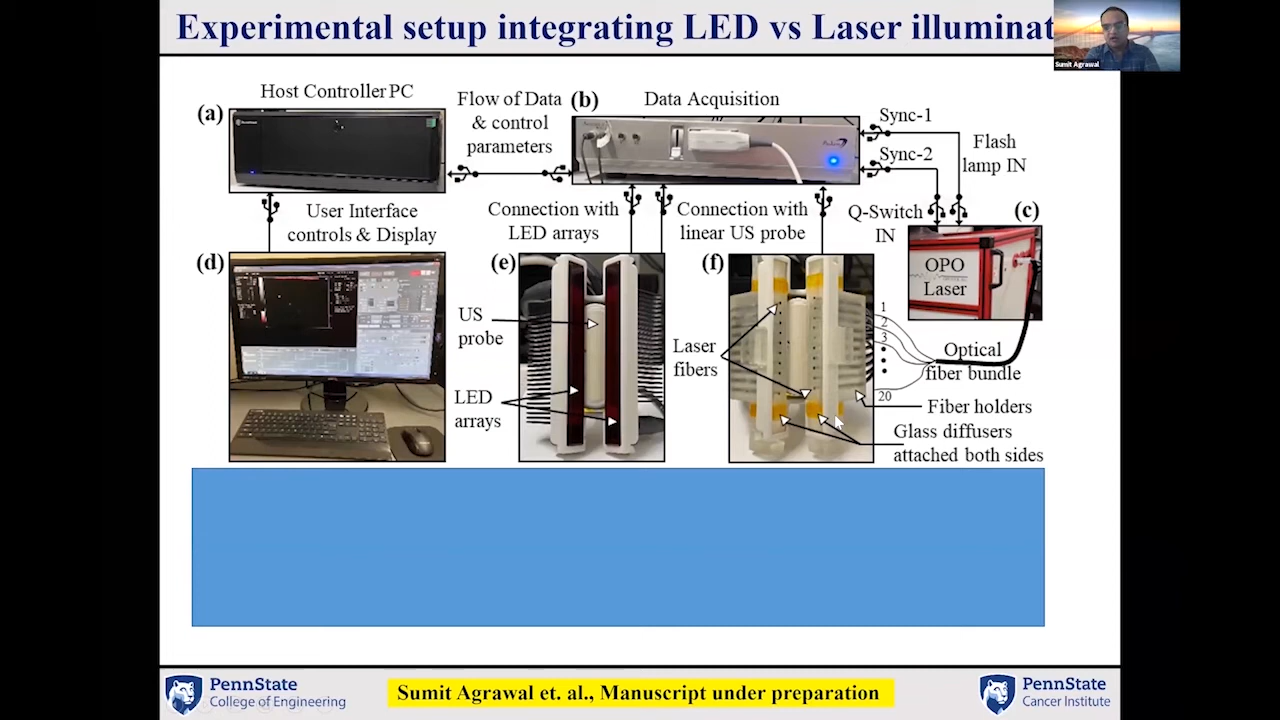 Experimental setup integrating LED vs Laser illuminat
Sumit Agrawal
Host Controller PC
(a)
Flow of Data
& control
parameters
(b)
Data Acquisition
Sync-1
Sync-2
Flash
lamp IN
User Interface
controls & Display
Connection with
LED arrays
Connection with
linear US probe
Q-Switch
IN
(c)
OPO
Laser
(d)
(e)
(f)
US
probe
LED
arrays
Laser
fibers
1
2
3
20
Optical
fiber bundle
Fiber holders
Glass diffusers
attached both sides
PennState
College of Engineering
Sumit Agrawal et. al., Manuscript under preparation
PennState
Cancer Institute